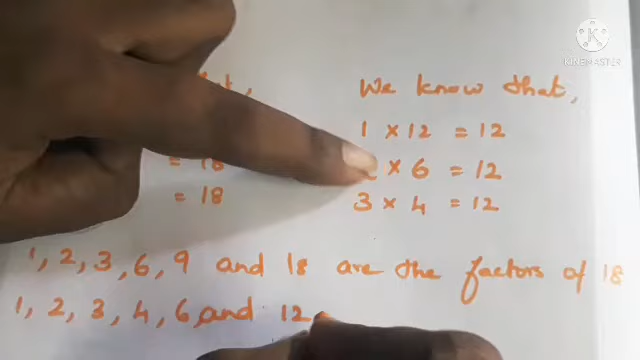 We know that,
1 × 12 = 12
= 18 × 6 = 12
= 18 3 × 4 = 12
1, 2, 3, 6, 9 and 18 are the factors of 18
1, 2, 3, 4, 6, and 12
KINEMASTER